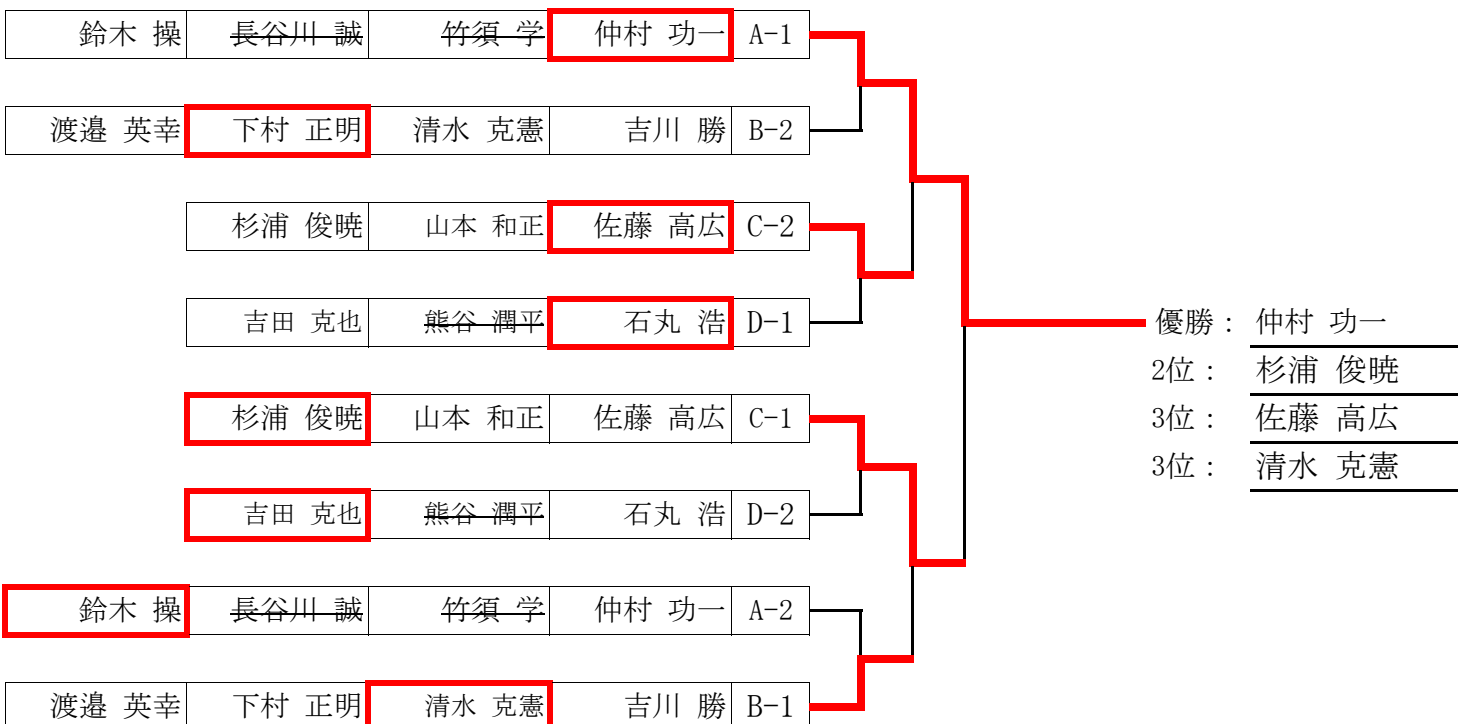 鈴木 操 長谷川 誠 竹須 学 仲村 功一 A-1
渡邉 英幸 下村 正明 清水 克憲 吉川 勝 B-2
杉浦 俊暁 山本 和正 佐藤 高広 C-2
吉田 克也 熊谷 潤平 石丸 浩 D-1
優勝： 仲村 功一
2位： 杉浦 俊暁
3位： 佐藤 高広
3位： 清水 克憲
杉浦 俊暁 山本 和正 佐藤 高広 C-1
吉田 克也 熊谷 潤平 石丸 浩 D-2
鈴木 操 長谷川 誠 竹須 学 仲村 功一 A-2
渡邉 英幸 下村 正明 清水 克憲 吉川 勝 B-1